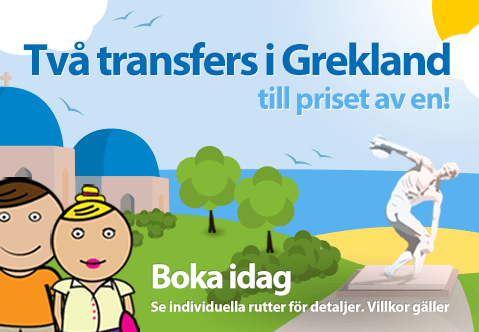 Två transfers i Grekland
till priset av en!
Boka idag
Se individuella rutter för detaljer. Villkor gäller